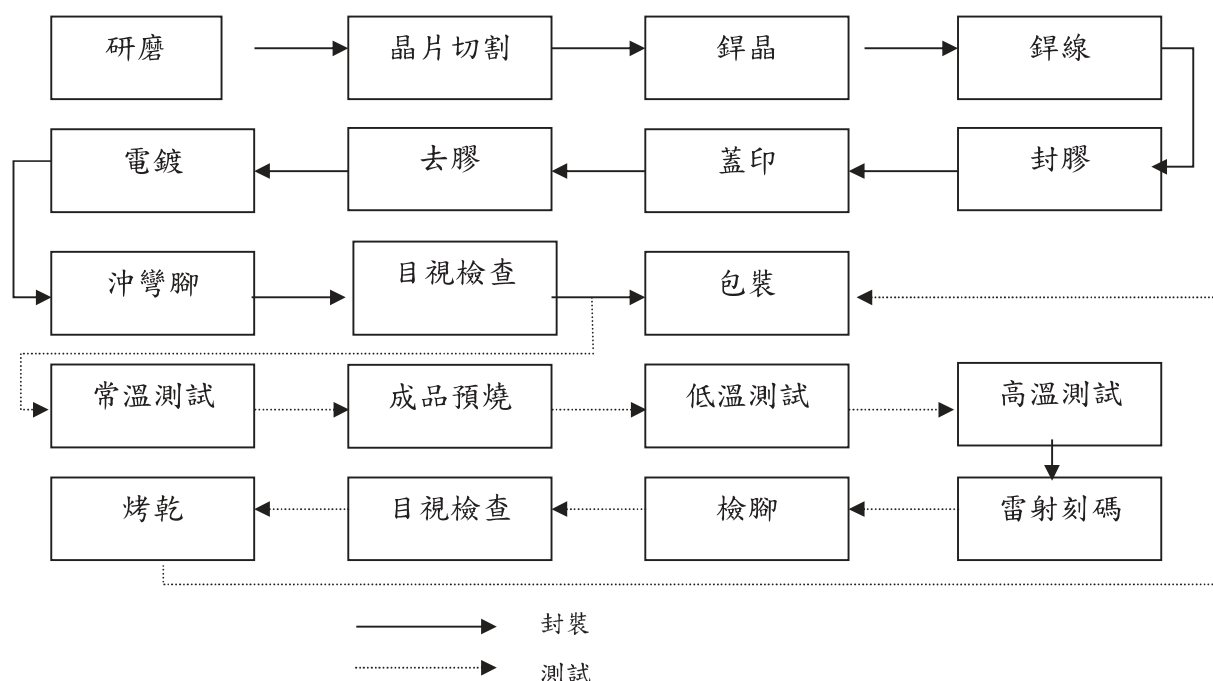 研磨
晶片切割
銲晶
銲線
電鍍
去膠
蓋印
封膠
沖彎腳
目視檢查
包裝
常溫測試
成品預燒
低溫測試
高溫測試
烤乾
目視檢查
檢腳
雷射刻碼
封裝
測試